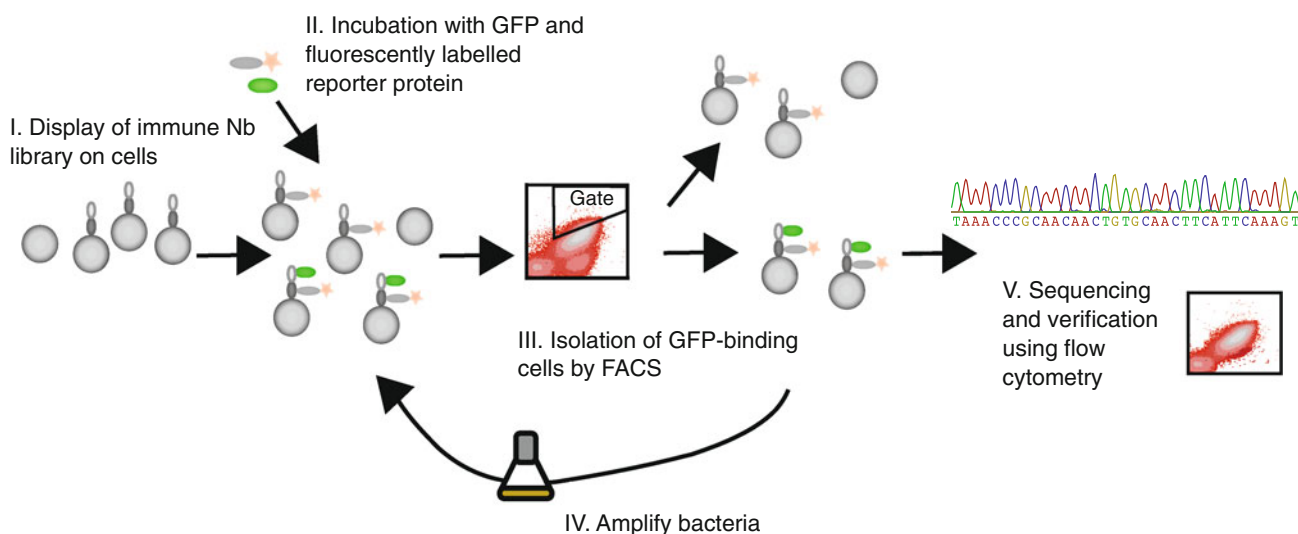 II. Incubation with GFP and
fluorescently labelled
reporter protein
I. Display of immune Nb
library on cells
Gate
TAAACCCGCAACAACTGTGCAACTTCATTCAAAGT
III. Isolation of GFP-binding
cells by FACS
V. Sequencing
and verification
using flow
cytometry
IV. Amplify bacteria